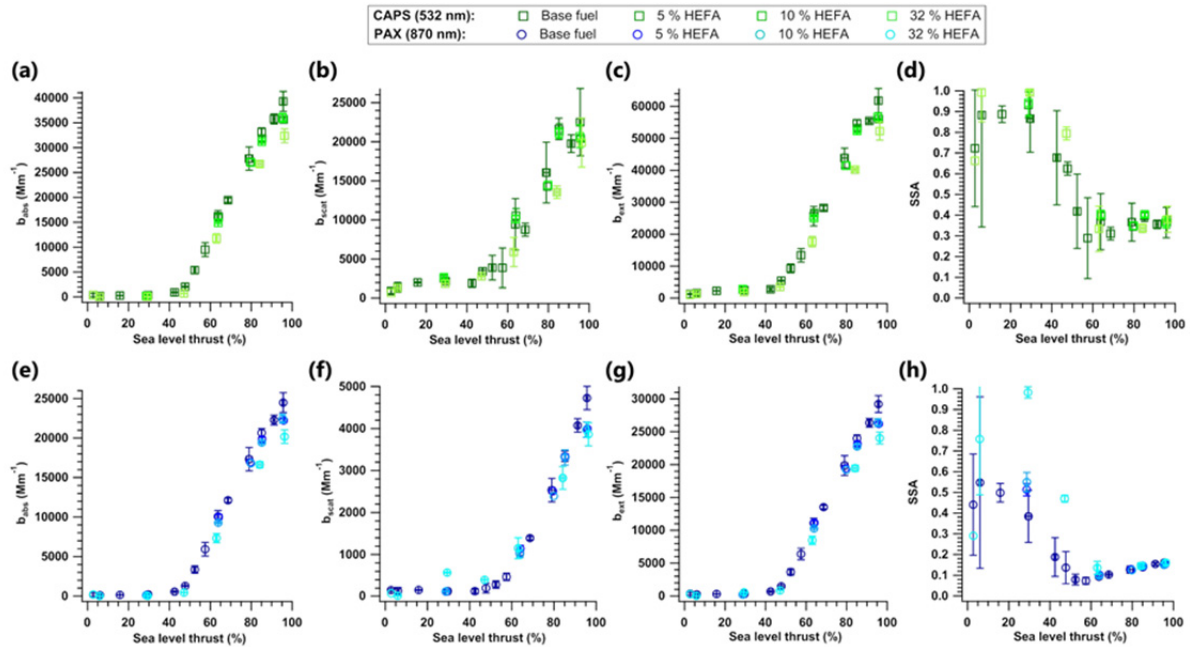 CAPS (532 nm): Base fuel 5 % HEFA 10 % HEFA 32 % HEFA
PAX (870 nm): Base fuel 5 % HEFA 10 % HEFA 32 % HEFA
(a)
40000
35000
30000
25000
20000
15000
10000
5000
0
b_abs (Mm⁻¹)
0 20 40 60 80 100
Sea level thrust (%)
(b)
25000
20000
15000
10000
5000
0
b_scat (Mm⁻¹)
0 20 40 60 80 100
Sea level thrust (%)
(c)
60000
50000
40000
30000
20000
10000
0
b_ext (Mm⁻¹)
0 20 40 60 80 100
Sea level thrust (%)
(d)
1.0
0.9
0.8
0.7
0.6
0.5
0.4
0.3
0.2
0.1
0.0
SSA
0 20 40 60 80 100
Sea level thrust (%)
(e)
25000
20000
15000
10000
5000
0
b_abs (Mm⁻¹)
0 20 40 60 80 100
Sea level thrust (%)
(f)
5000
4000
3000
2000
1000
0
b_scat (Mm⁻¹)
0 20 40 60 80 100
Sea level thrust (%)
(g)
30000
25000
20000
15000
10000
5000
0
b_ext (Mm⁻¹)
0 20 40 60 80 100
Sea level thrust (%)
(h)
1.0
0.9
0.8
0.7
0.6
0.5
0.4
0.3
0.2
0.1
0.0
SSA
0 20 40 60 80 100
Sea level thrust (%)